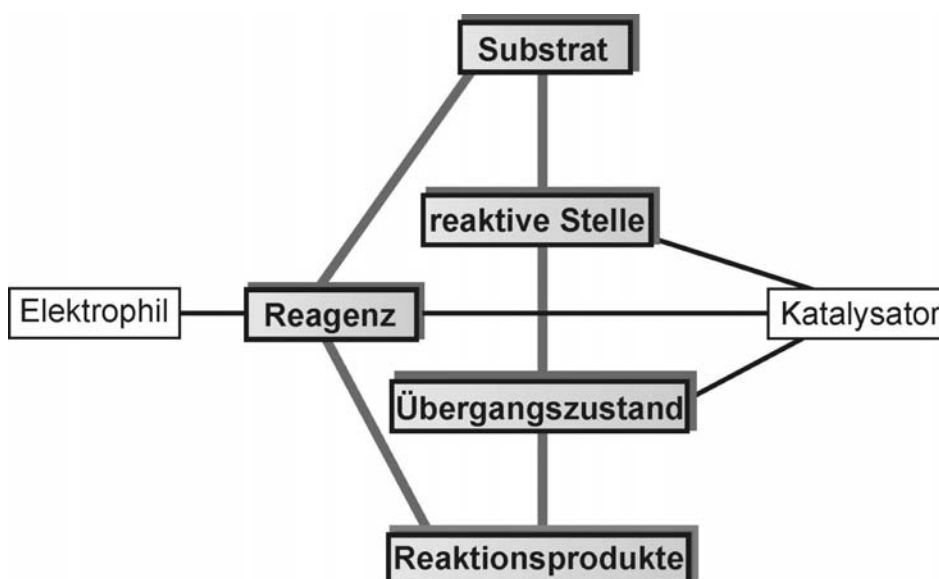 Substrat
reaktive Stelle
Elektrophil
Reagenz
Katalysator
Übergangszustand
Reaktionsprodukte